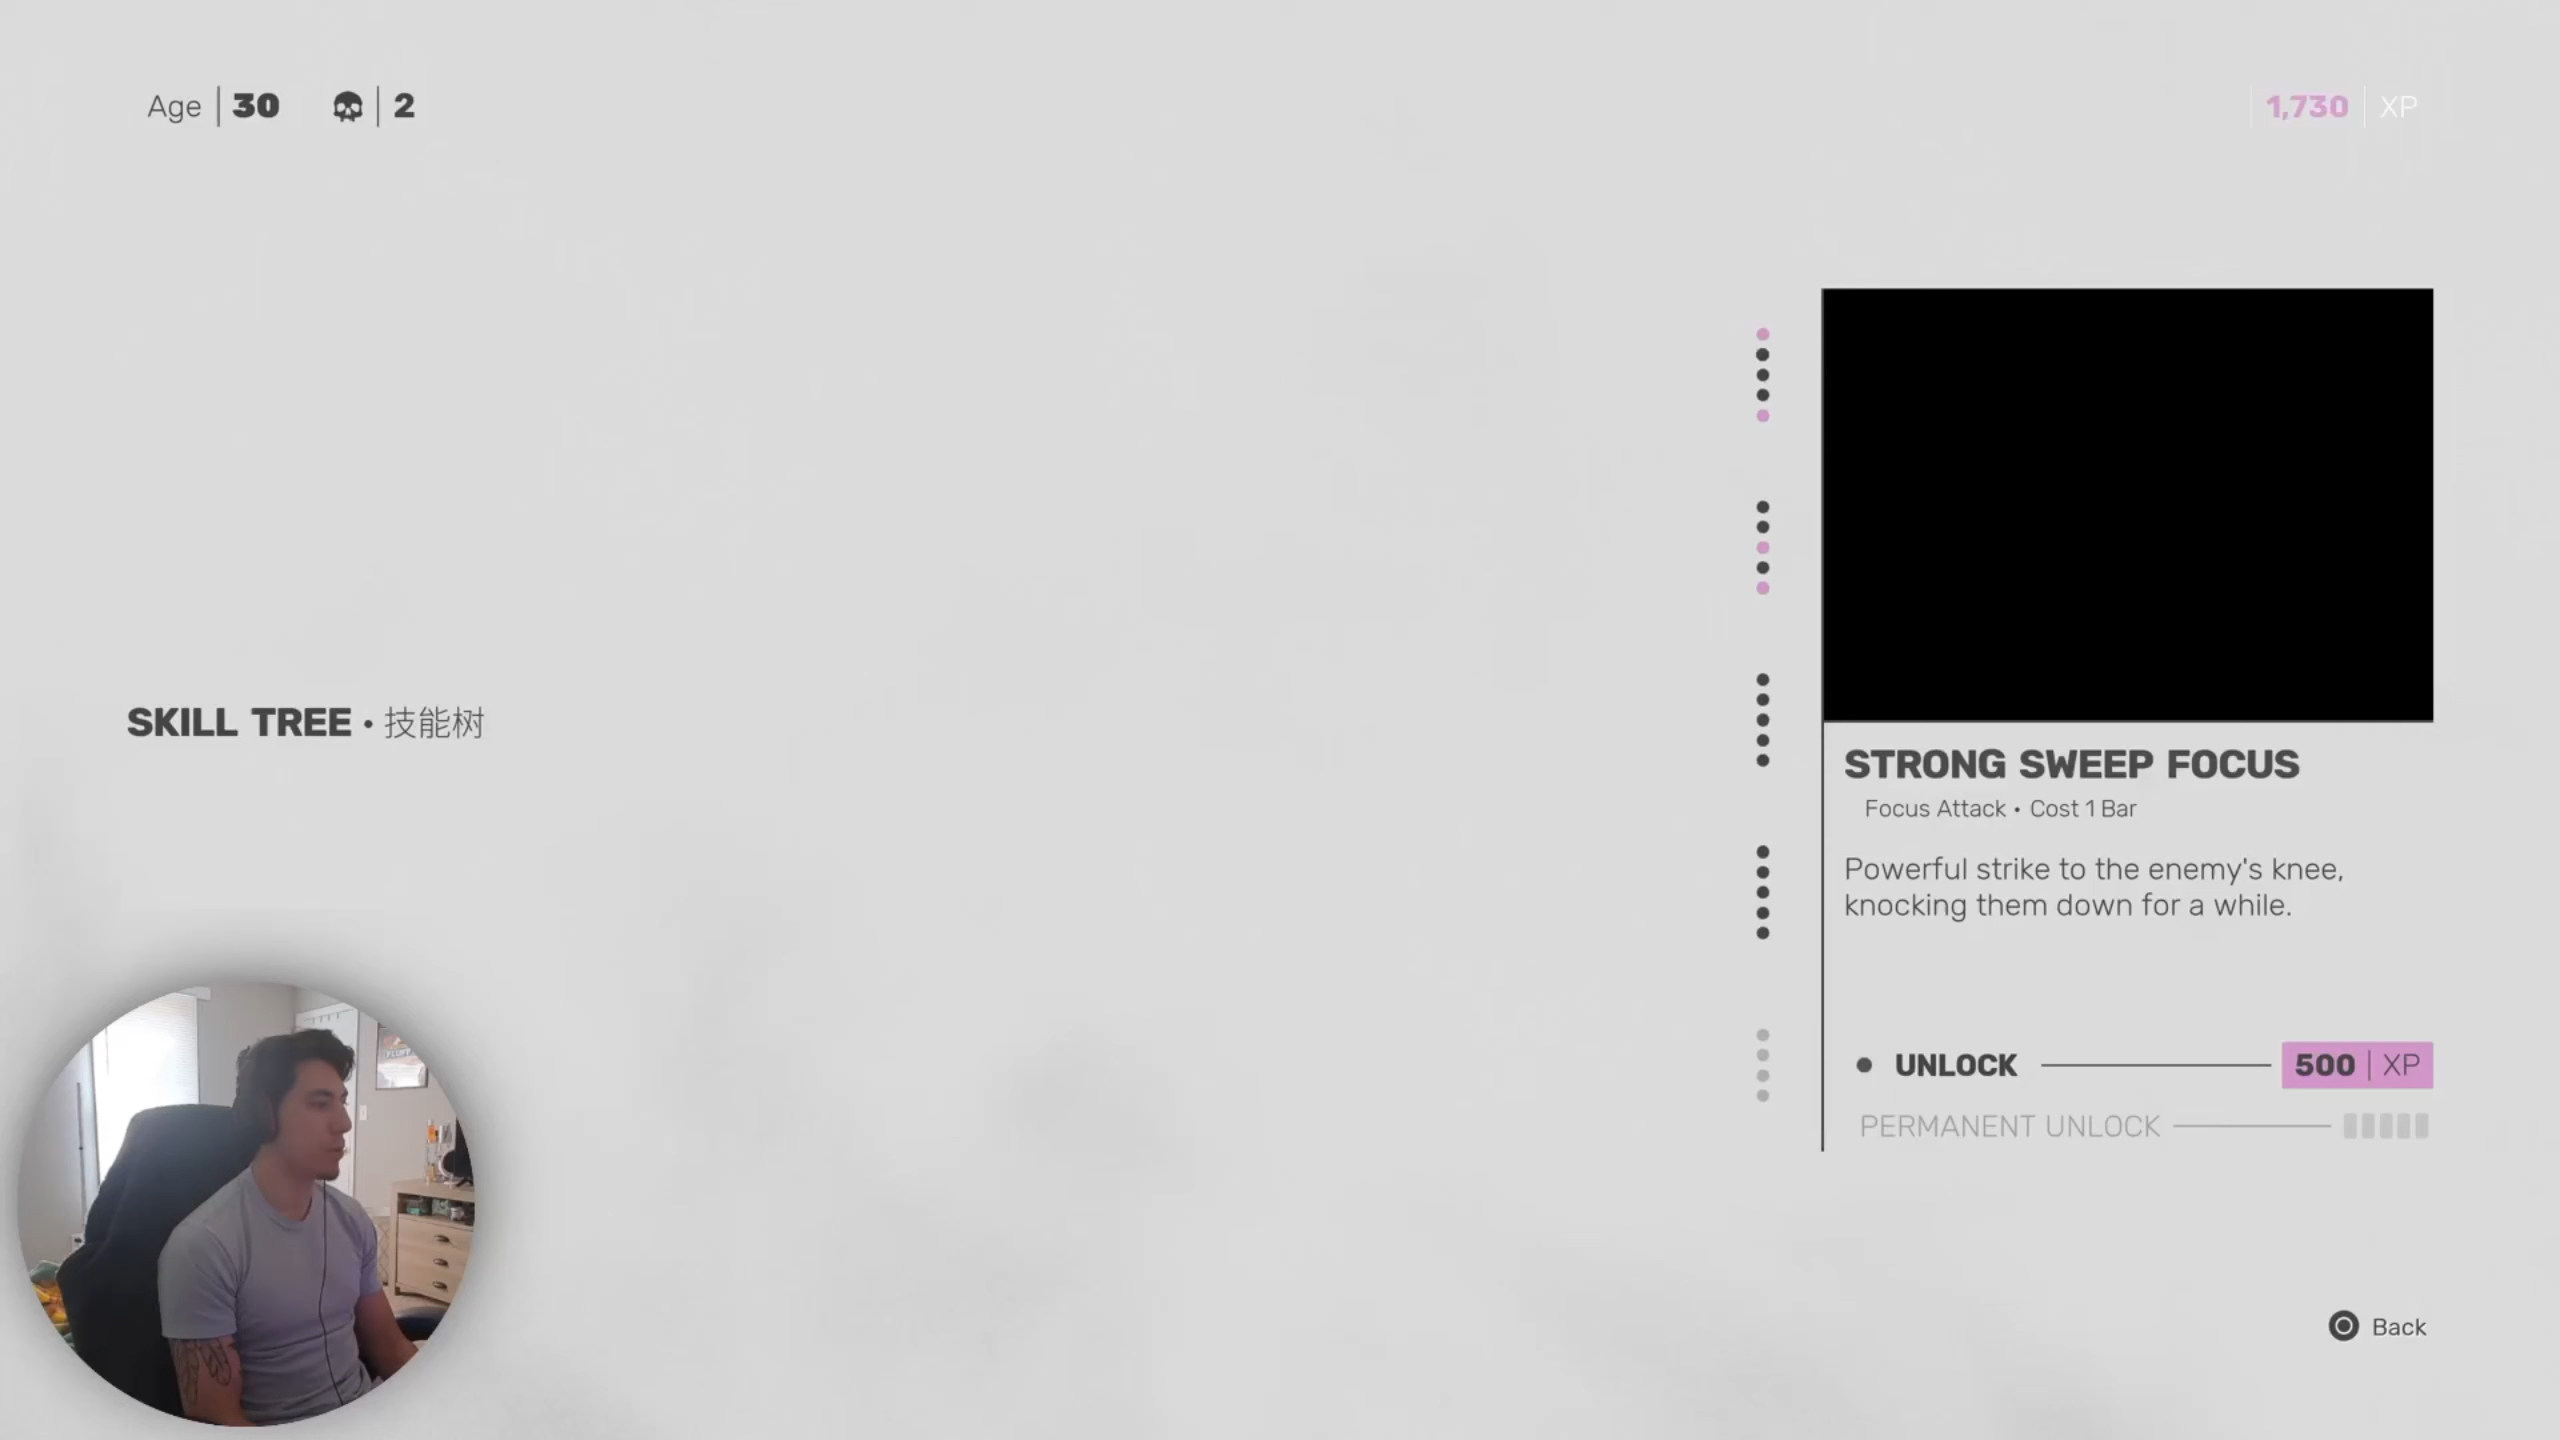 Age 30 2
1,730 XP
SKILL TREE • 技能树
STRONG SWEEP FOCUS
Focus Attack • Cost 1 Bar
Powerful strike to the enemy's knee,
knocking them down for a while.
UNLOCK 500 XP
PERMANENT UNLOCK
Back